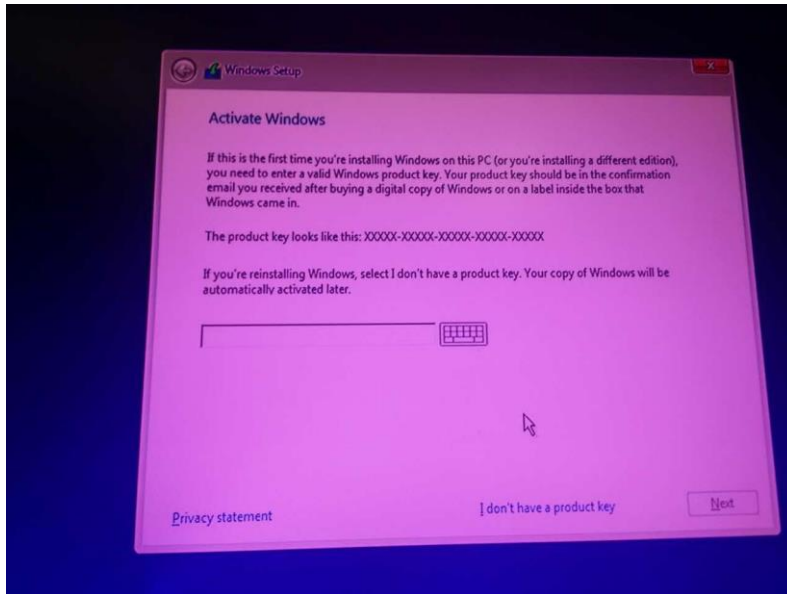 Windows Setup
Activate Windows
If this is the first time you're installing Windows on this PC (or you're installing a different edition),
you need to enter a valid Windows product key. Your product key should be in the confirmation
email you received after buying a digital copy of Windows or on a label inside the box that
Windows came in.
The product key looks like this: XXXXX-XXXXX-XXXXX-XXXXX-XXXXX
If you're reinstalling Windows, select I don't have a product key. Your copy of Windows will be
automatically activated later.
Privacy statement
I don't have a product key
Next